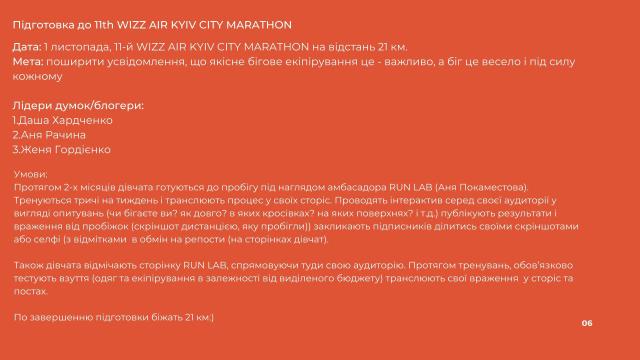 Підготовка до 11th WIZZ AIR KYIV CITY MARATHON
Дата: 1 листопада, 11-й WIZZ AIR KYIV CITY MARATHON на відстань 21 км.
Мета: поширити усвідомлення, що якісне бігове екіпірування це - важливо, а біг це весело і під силу
кожному
Лідери думок/блогери:
1.Даша Хардченко
2.Аня Рачина
3.Женя Гордієнко
Умови:
Протягом 2-х місяців дівчата готуються до пробігу під наглядом амбасадора RUN LAB (Аня Покаместова).
Тренуються тричі на тиждень і транслюють процес у своїх сторіс. Проводять інтерактив серед своєї аудиторії у
вигляді опитувань (чи бігаєте ви? як довго? в яких кросівках? на яких поверхнях? і т.д.) публікують результати і
враження від пробіжок (скріншот дистанцією, яку пробігли)) закликають підписників ділитись своїми скріншотами
або селфі (з відмітками  в обмін на репости (на сторінках дівчат).
Також дівчата відмічають сторінку RUN LAB, спрямовуючи туди свою аудиторію. Протягом тренувань, обов'язково
тестують взуття (одяг та екіпірування в залежності від виділеного бюджету) транслюють свої враження  у сторіс та
постах.
По завершенню підготовки біжать 21 км:)
06